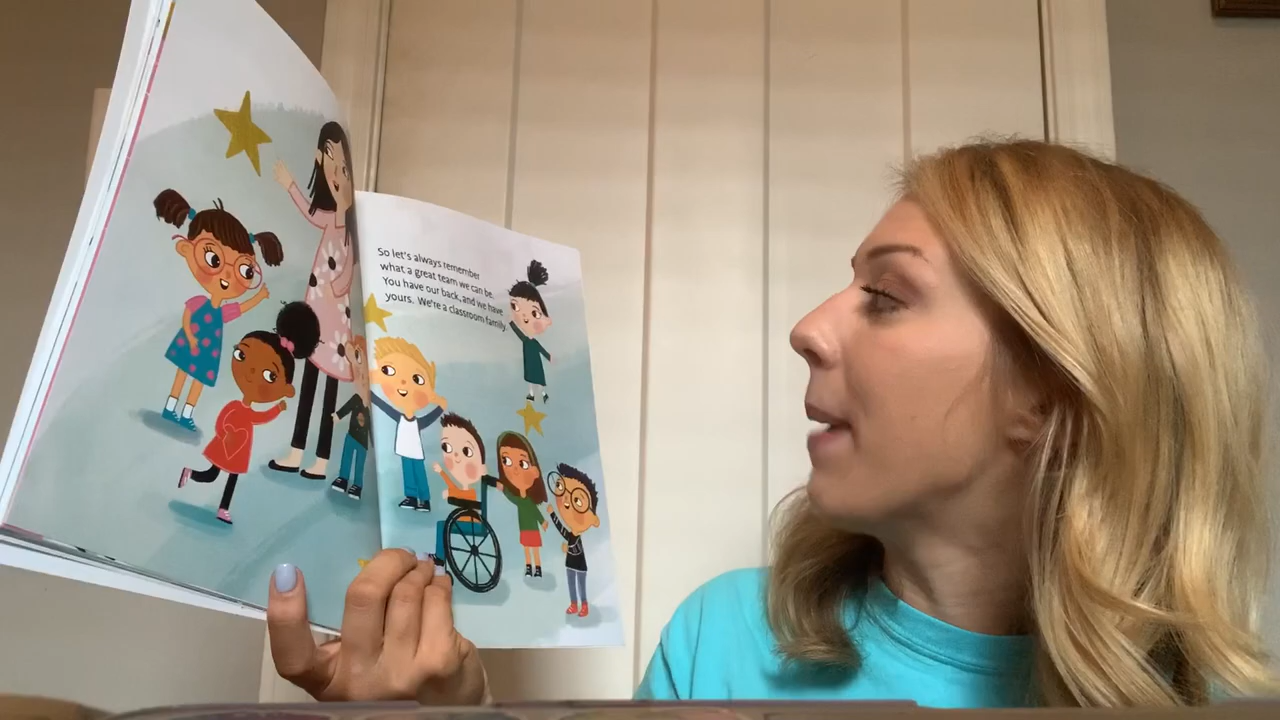 So let's always remember
what a great team we can be.
You have our back, and we have
yours. We're a classroom family.